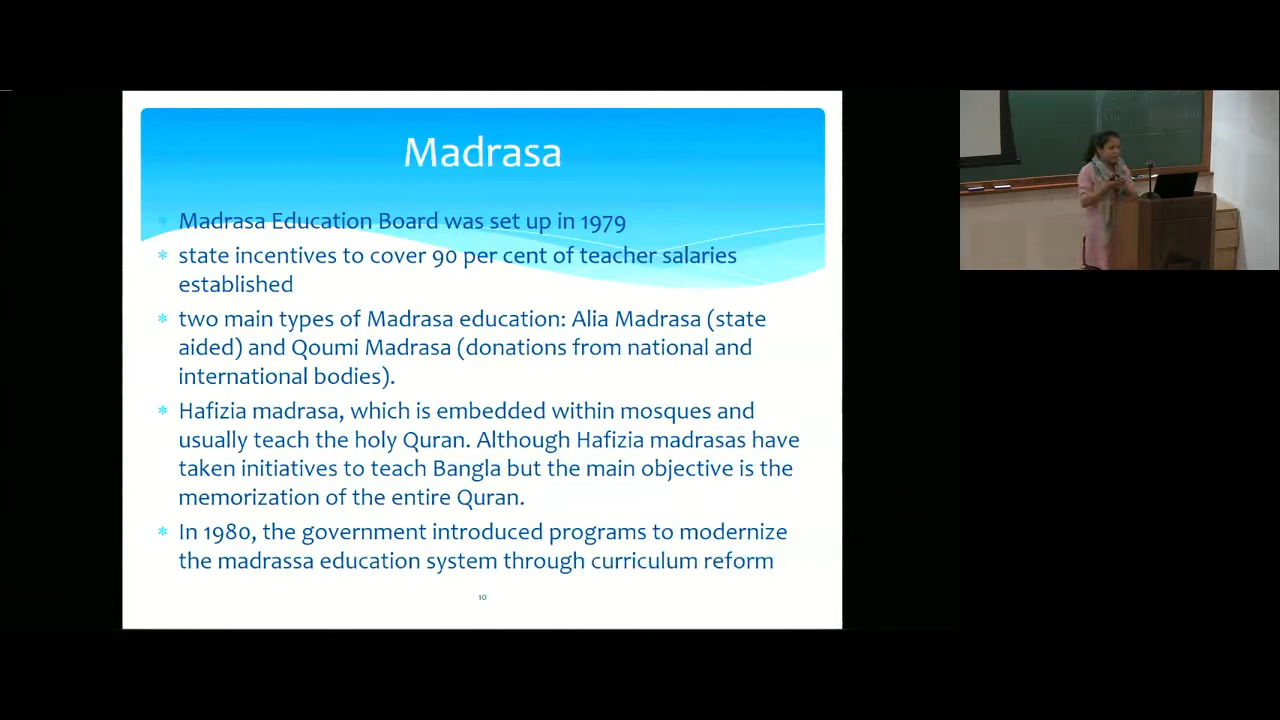 Madrasa
* Madrasa Education Board was set up in 1979
* state incentives to cover 90 per cent of teacher salaries
established
* two main types of Madrasa education: Alia Madrasa (state
aided) and Qoumi Madrasa (donations from national and
international bodies).
* Hafizia madrasa, which is embedded within mosques and
usually teach the holy Quran. Although Hafizia madrasas have
taken initiatives to teach Bangla but the main objective is the
memorization of the entire Quran.
* In 1980, the government introduced programs to modernize
the madrassa education system through curriculum reform
10